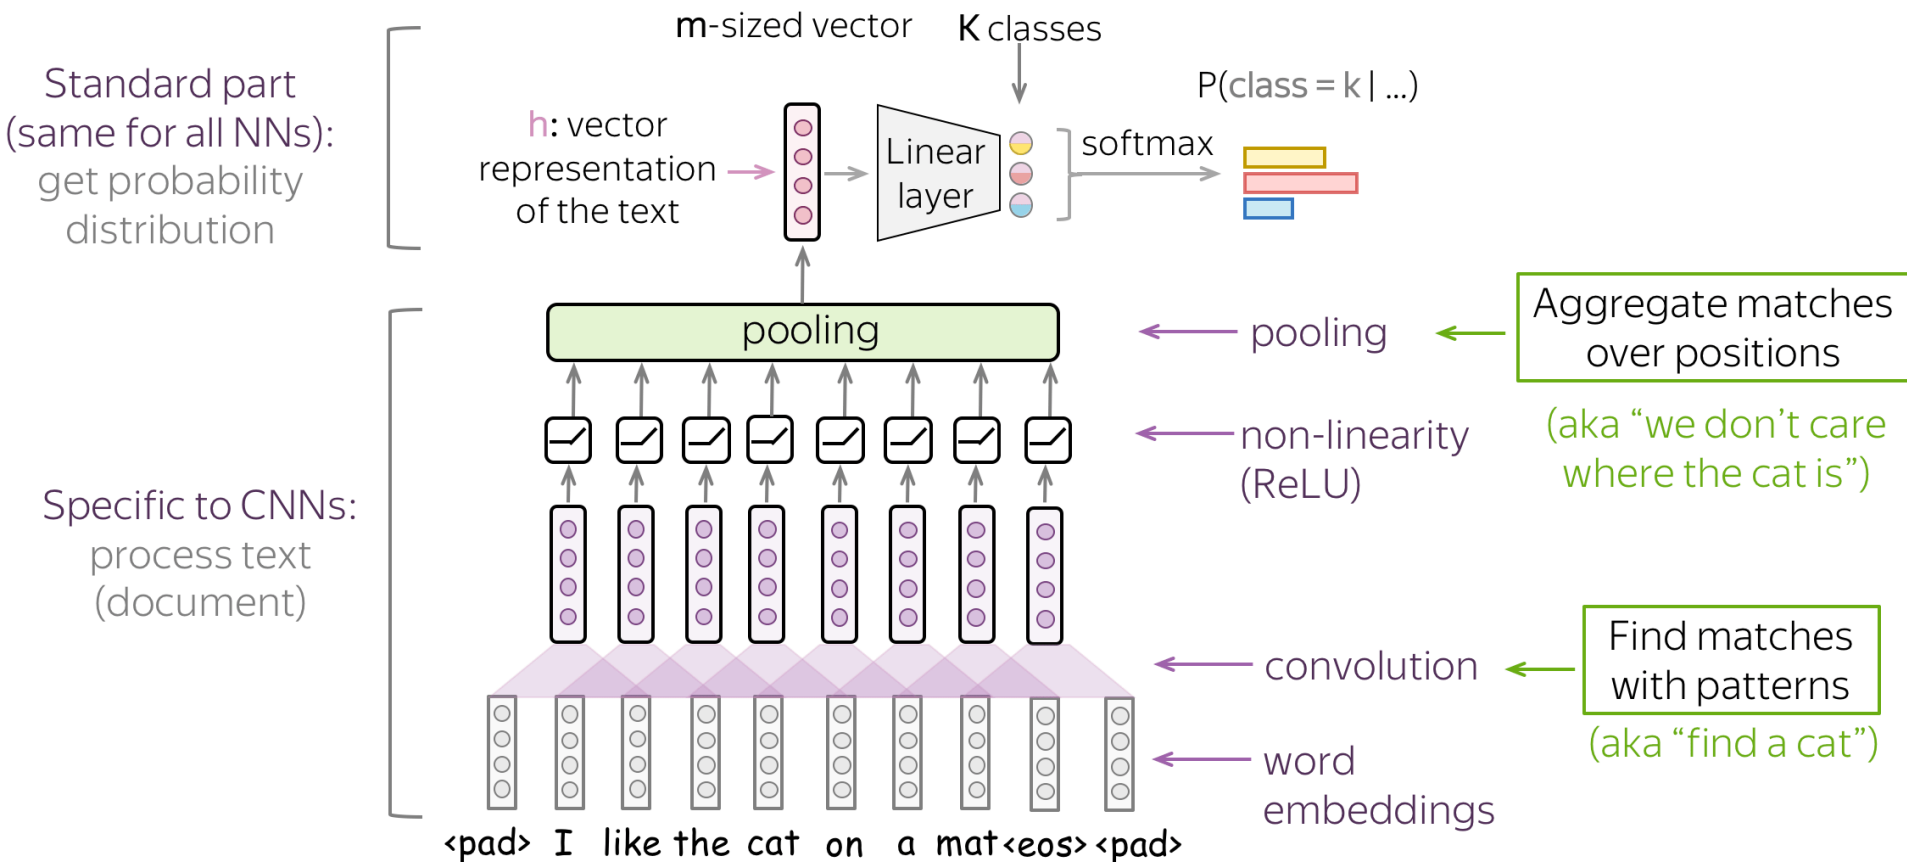 m-sized vector
K classes
Standard part
(same for all NNs):
get probability
distribution
h: vector
representation
of the text
Linear
layer
softmax
P(class = k | ...)
pooling
pooling
Aggregate matches
over positions
(aka “we don’t care
where the cat is”)
non-linearity
(ReLU)
Specific to CNNs:
process text
(document)
convolution
Find matches
with patterns
(aka “find a cat”)
word
embeddings
<pad> I like the cat on a mat <eos> <pad>